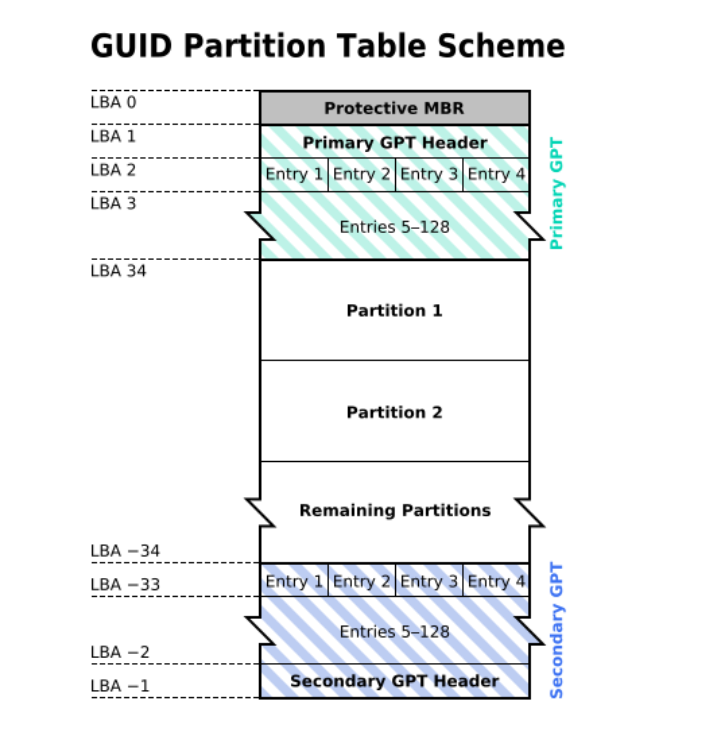 GUID Partition Table Scheme
LBA 0
Protective MBR
LBA 1
Primary GPT Header
LBA 2
Entry 1 Entry 2 Entry 3 Entry 4
LBA 3
Entries 5–128
Primary GPT
LBA 34
Partition 1
Partition 2
Remaining Partitions
LBA −34
LBA −33
Entry 1 Entry 2 Entry 3 Entry 4
Entries 5–128
LBA −2
Secondary GPT Header
LBA −1
Secondary GPT